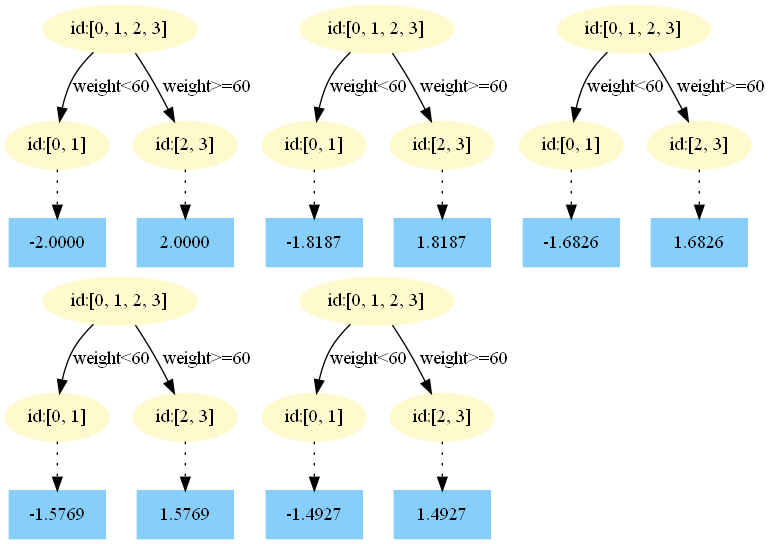 id:[0, 1, 2, 3]
id:[0, 1, 2, 3]
id:[0, 1, 2, 3]
weight<60
weight>=60
weight<60
weight>=60
weight<60
weight>=60
id:[0, 1]
id:[2, 3]
id:[0, 1]
id:[2, 3]
id:[0, 1]
id:[2, 3]
-2.0000
2.0000
-1.8187
1.8187
-1.6826
1.6826
id:[0, 1, 2, 3]
id:[0, 1, 2, 3]
weight<60
weight>=60
weight<60
weight>=60
id:[0, 1]
id:[2, 3]
id:[0, 1]
id:[2, 3]
-1.5769
1.5769
-1.4927
1.4927